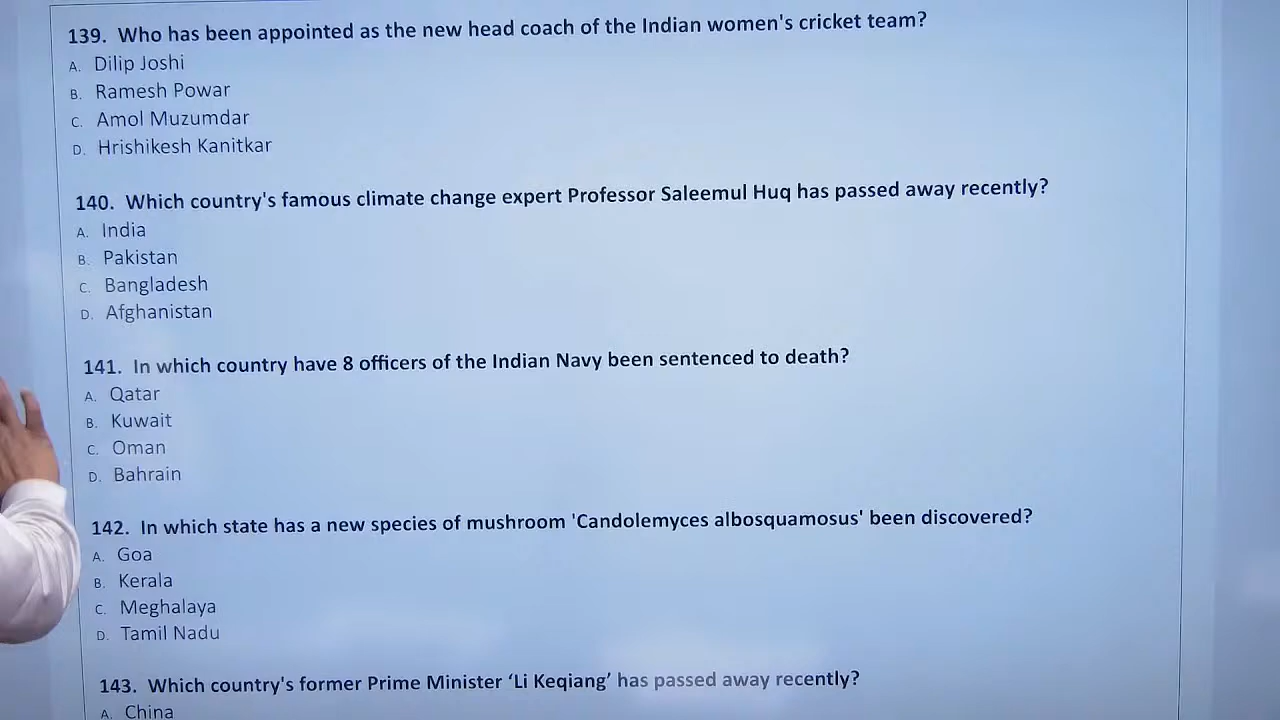 139. Who has been appointed as the new head coach of the Indian women's cricket team?
A. Dilip Joshi
B. Ramesh Powar
C. Amol Muzumdar
D. Hrishikesh Kanitkar
140. Which country's famous climate change expert Professor Saleemul Huq has passed away recently?
A. India
B. Pakistan
C. Bangladesh
D. Afghanistan
141. In which country have 8 officers of the Indian Navy been sentenced to death?
A. Qatar
B. Kuwait
C. Oman
D. Bahrain
142. In which state has a new species of mushroom 'Candolemyces albosquamosus' been discovered?
A. Goa
B. Kerala
C. Meghalaya
D. Tamil Nadu
143. Which country's former Prime Minister ‘Li Keqiang’ has passed away recently?
A. China